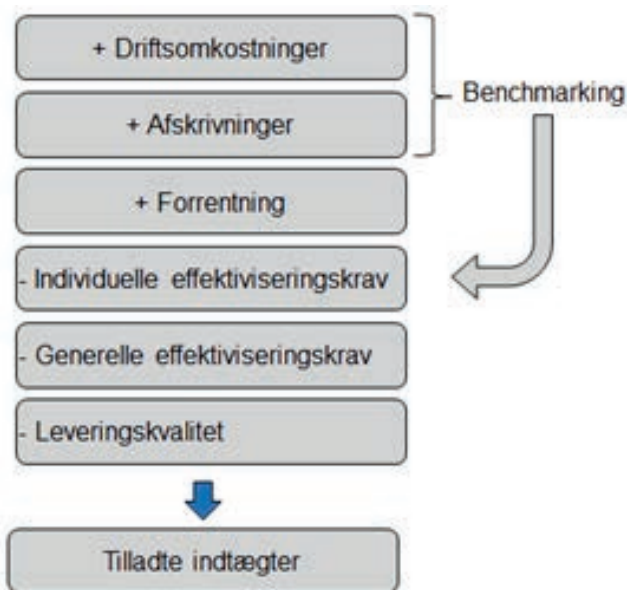 + Driftsomkostninger
Benchmarking
+ Afskrivninger
+ Forrentning
- Individuelle effektiviseringskrav
- Generelle effektiviseringskrav
- Leveringskvalitet
Tilladte indtægter